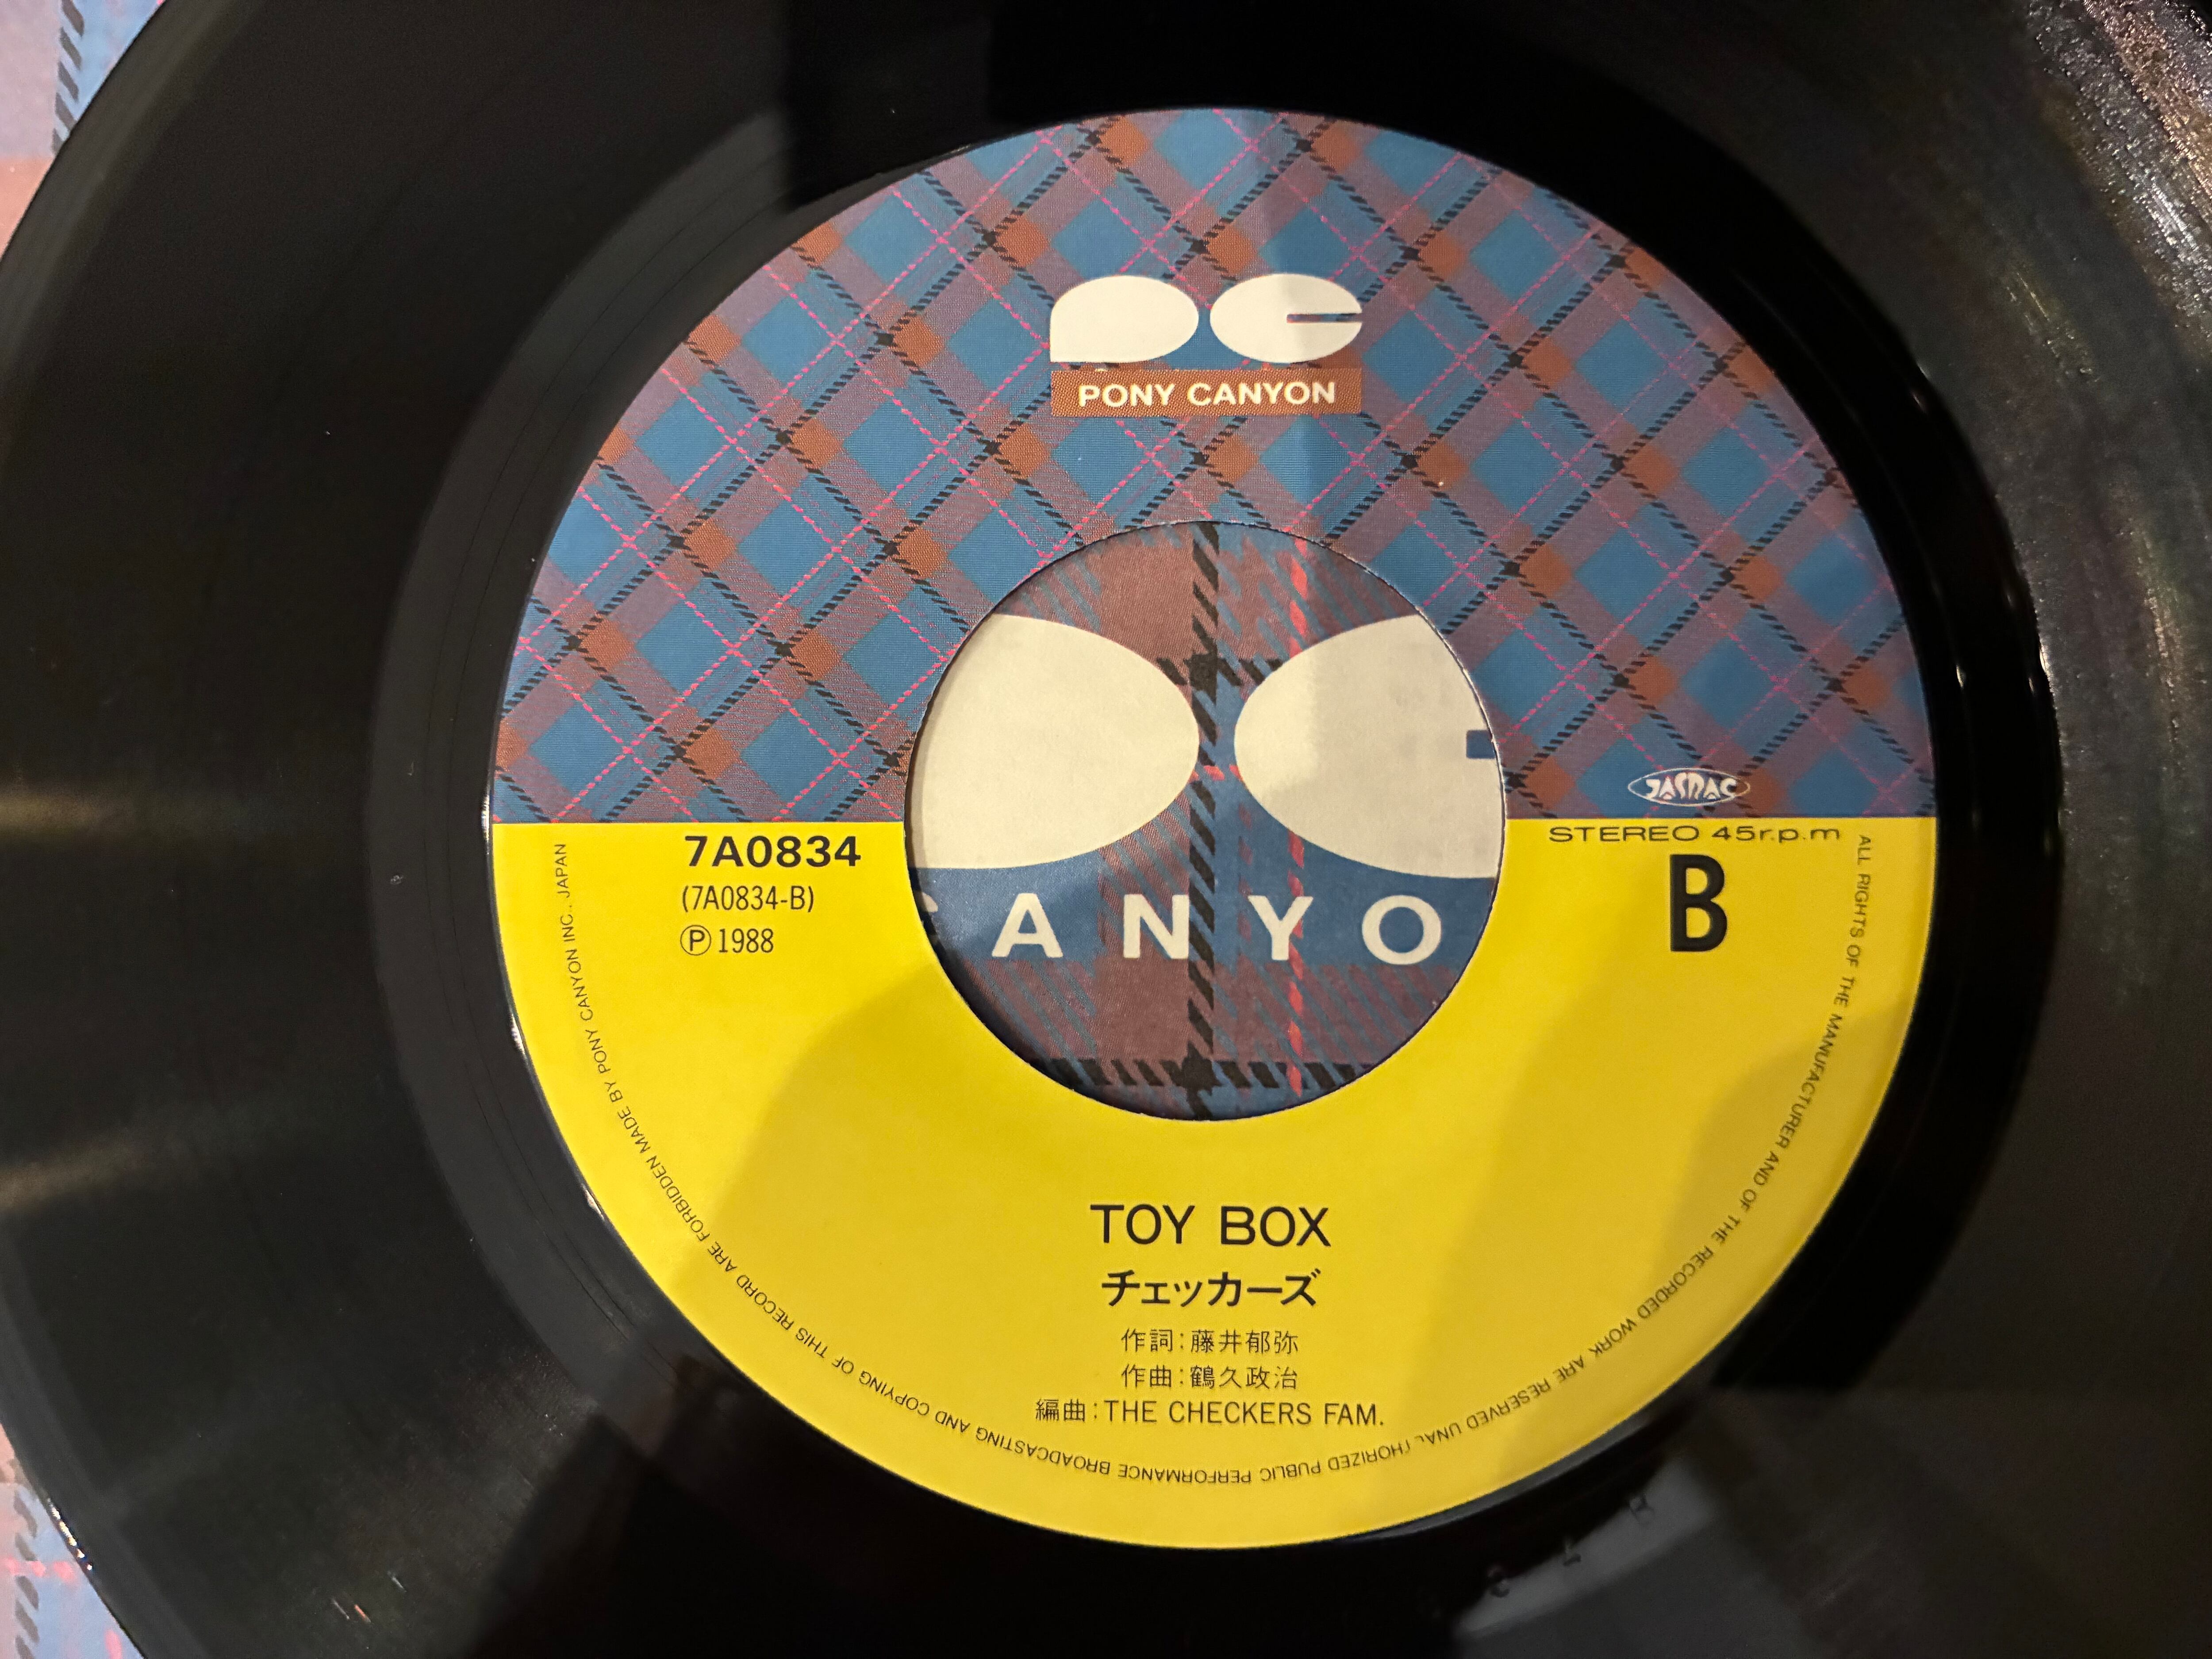 PC
PONY CANYON
CANYO
JASRAC
STEREO 45r.p.m
7A0834
(7A0834-B)
Ⓟ1988
B
TOY BOX
チェッカーズ
作詞:藤井郁弥
作曲:鶴久政治
編曲:THE CHECKERS FAM.
ALL RIGHTS OF THE MANUFACTURER AND OF THE RECORDED WORK ARE RESERVED UNAUTHORIZED PUBLIC PERFORMANCE BROADCASTING AND COPYING OF THIS RECORD ARE FORBIDDEN MADE BY PONY CANYON INC., JAPAN